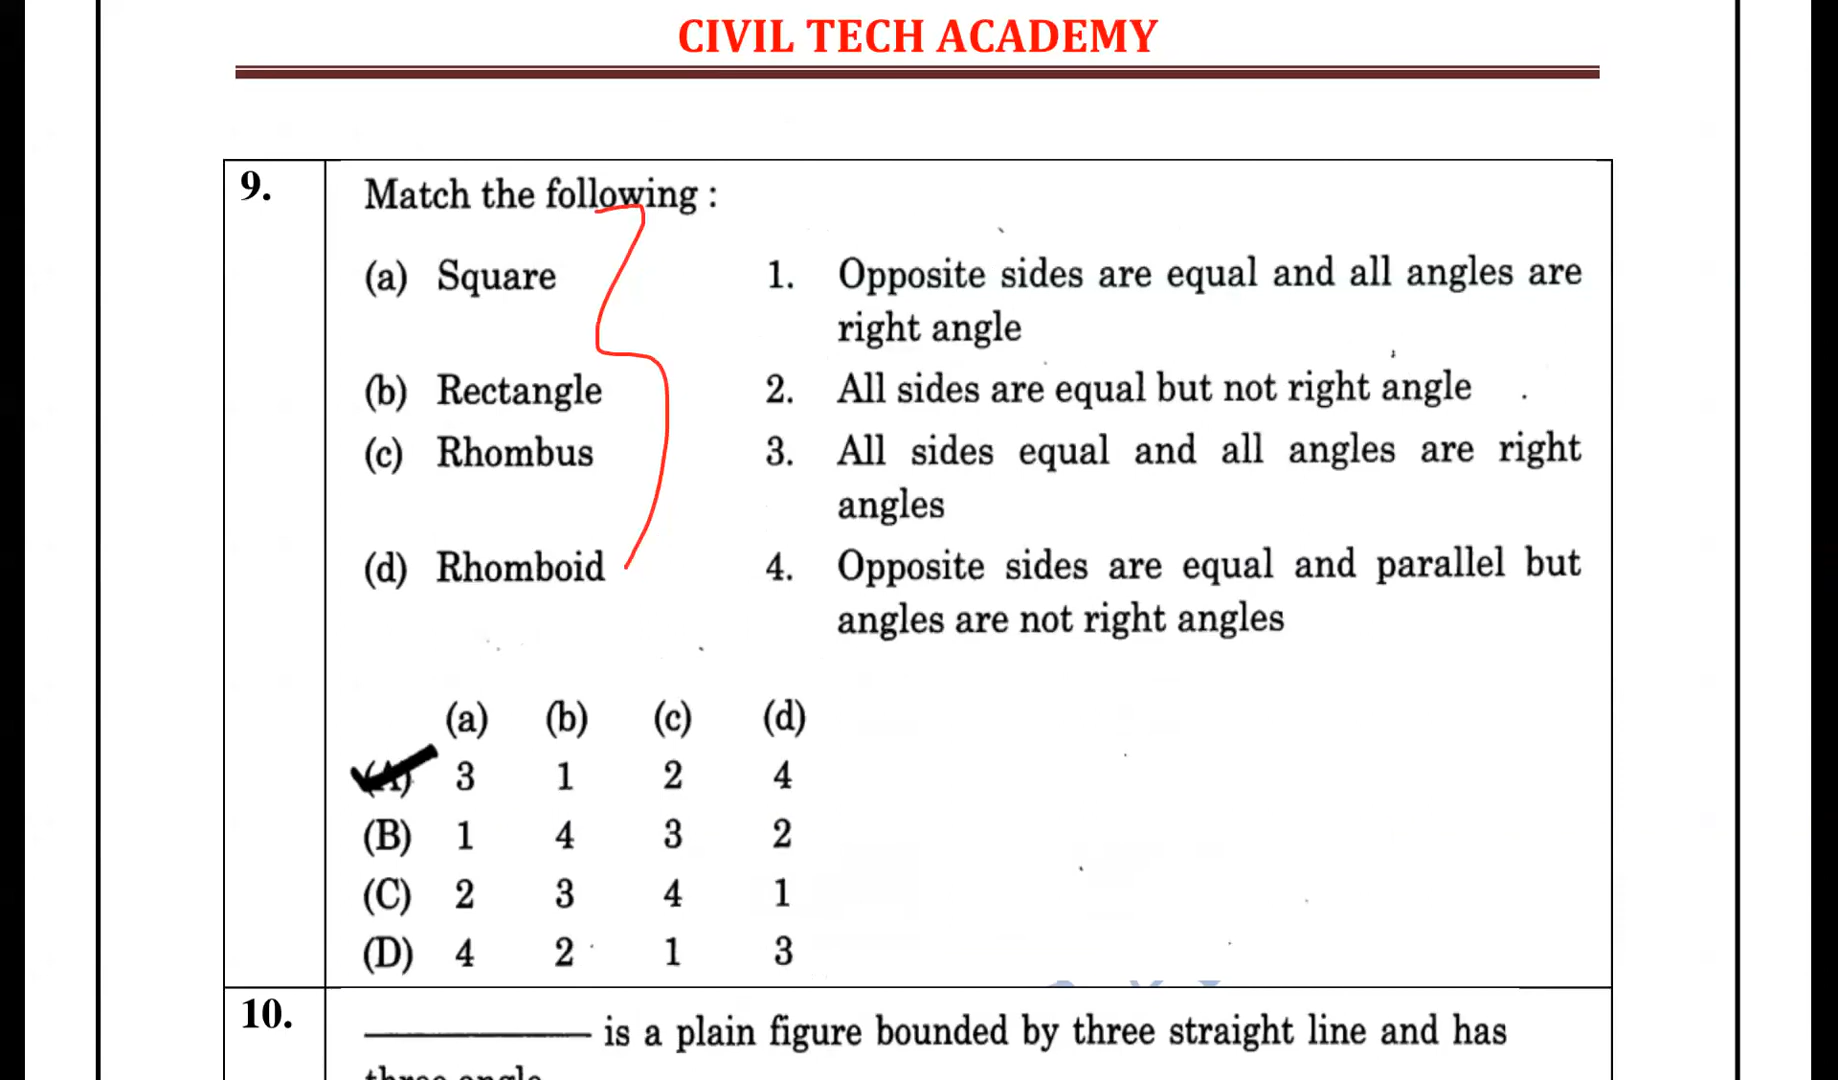 CIVIL TECH ACADEMY
9.
Match the following :
(a) Square
1. Opposite sides are equal and all angles are
right angle
(b) Rectangle
2. All sides are equal but not right angle
(c) Rhombus
3. All sides equal and all angles are right
angles
(d) Rhomboid
4. Opposite sides are equal and parallel but
angles are not right angles
(a) (b) (c) (d)
(A) 3 1 2 4
(B) 1 4 3 2
(C) 2 3 4 1
(D) 4 2 1 3
10.
is a plain figure bounded by three straight line and has
three angle